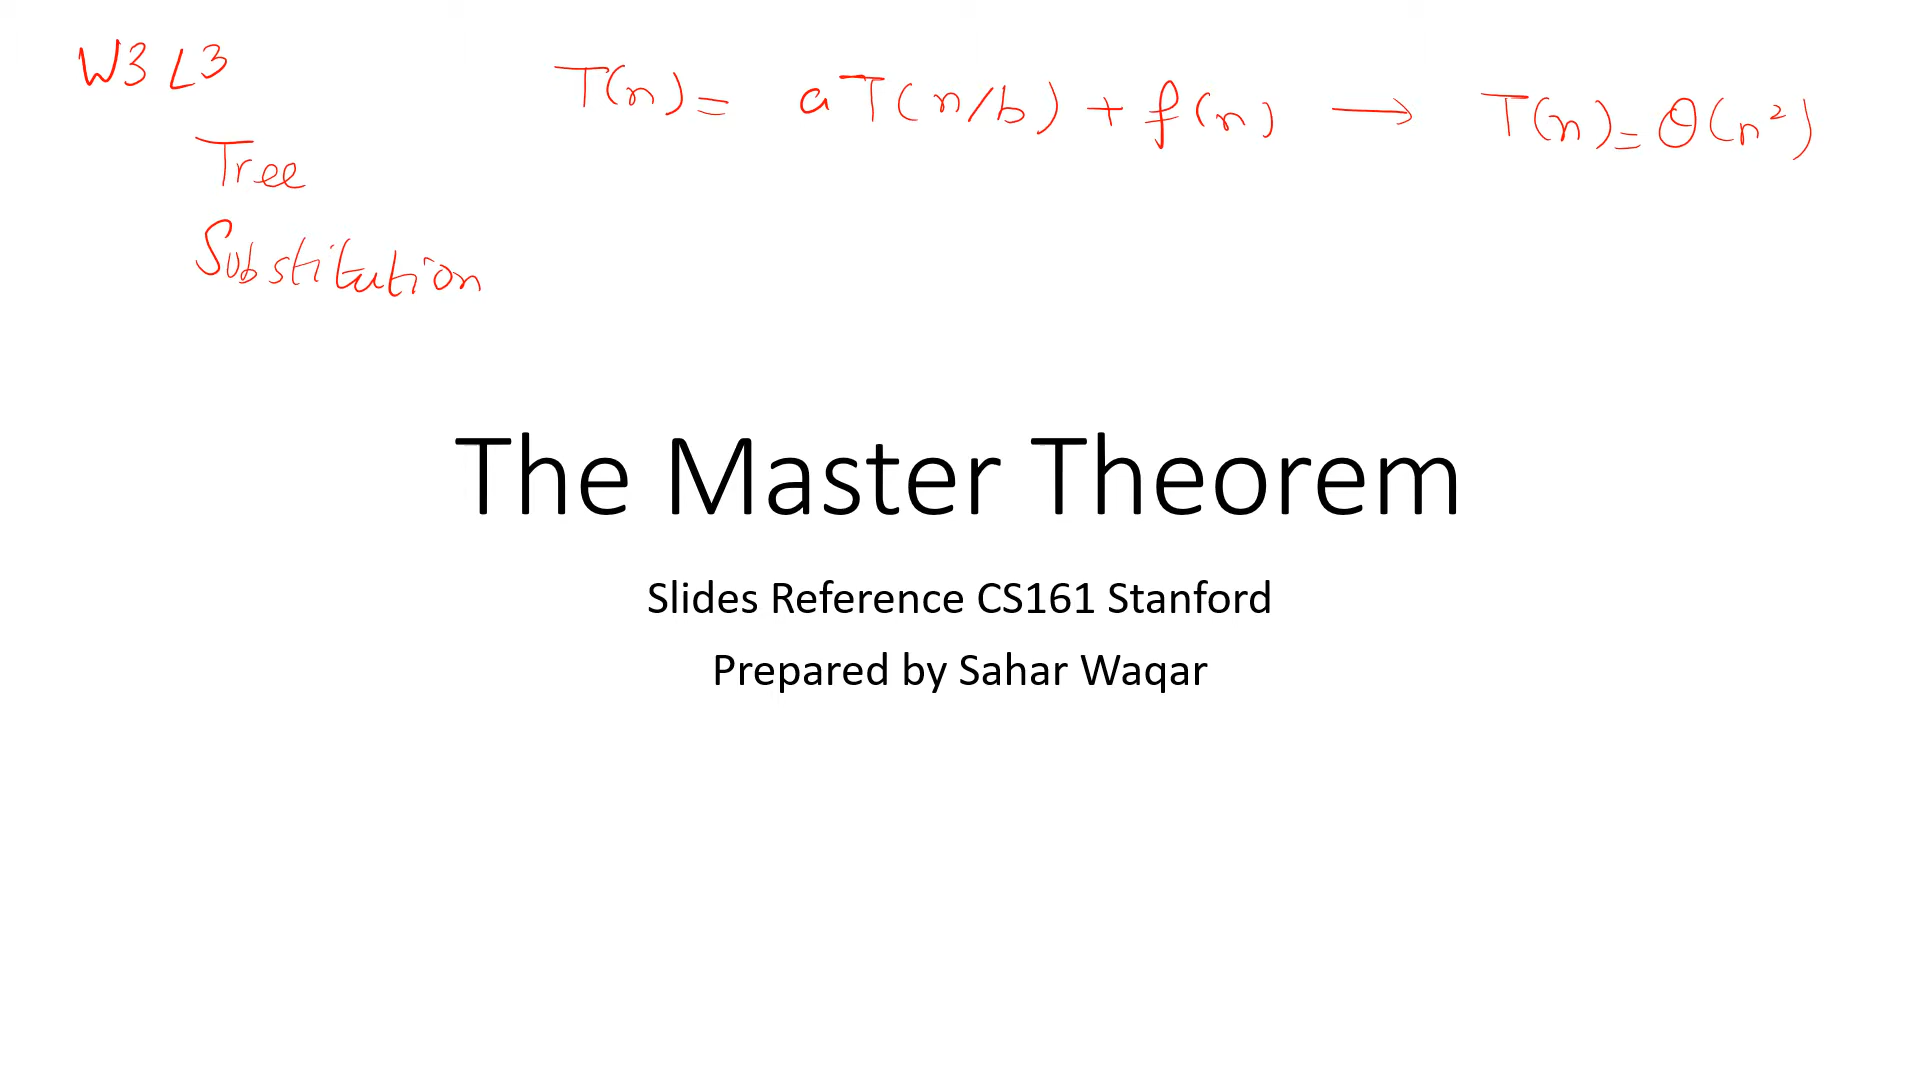 W3 L3
T(n) = aT(n/b) + f(n) → T(n) = Θ(n²)
Tree
Substitution
The Master Theorem
Slides Reference CS161 Stanford
Prepared by Sahar Waqar